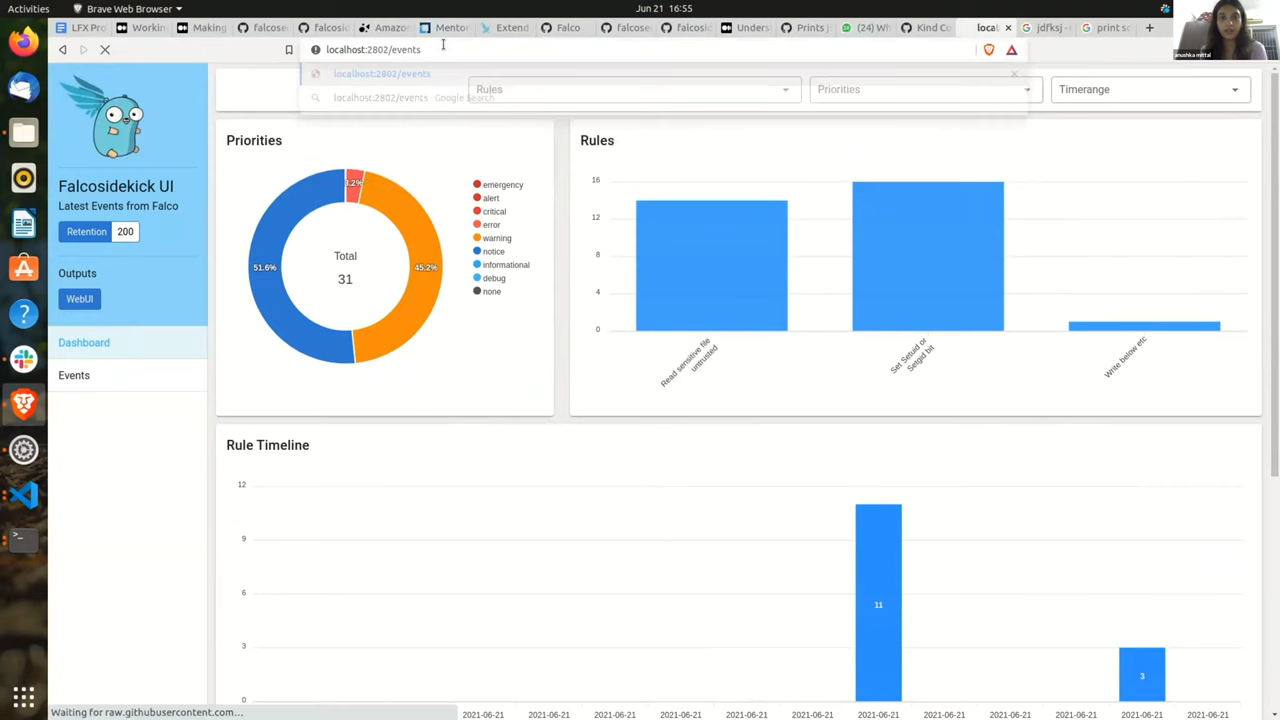 Activities
Brave Web Browser
Jun 21 16:55
LFX Pro
Workin
Making
falcose
falcosi
Amazo
Mento
Extend
Falco
falcose
falcosi
Unders
Prints j
(24) Wh
Kind Co
local
jdfksj -
print sc
localhost:2802/events
localhost:2802/events
localhost:2802/events Google Search
anushka mittal
Rules
Priorities
Timerange
Falcosidekick UI
Latest Events from Falco
Retention 200
Outputs
WebUI
Dashboard
Events
Priorities
3.2%
51.6%
45.2%
Total
31
emergency
alert
critical
error
warning
notice
informational
debug
none
Rules
16
12
8
4
0
Read sensitive file
untrusted
Set Setuid or
Setgid bit
Write below etc
Rule Timeline
12
9
6
3
0
11
3
2021-06-21 2021-06-21 2021-06-21 2021-06-21 2021-06-21 2021-06-21 2021-06-21 2021-06-21 2021-06-21 2021-06-21 2021-06-21 2021-06-21
Waiting for raw.githubusercontent.com...